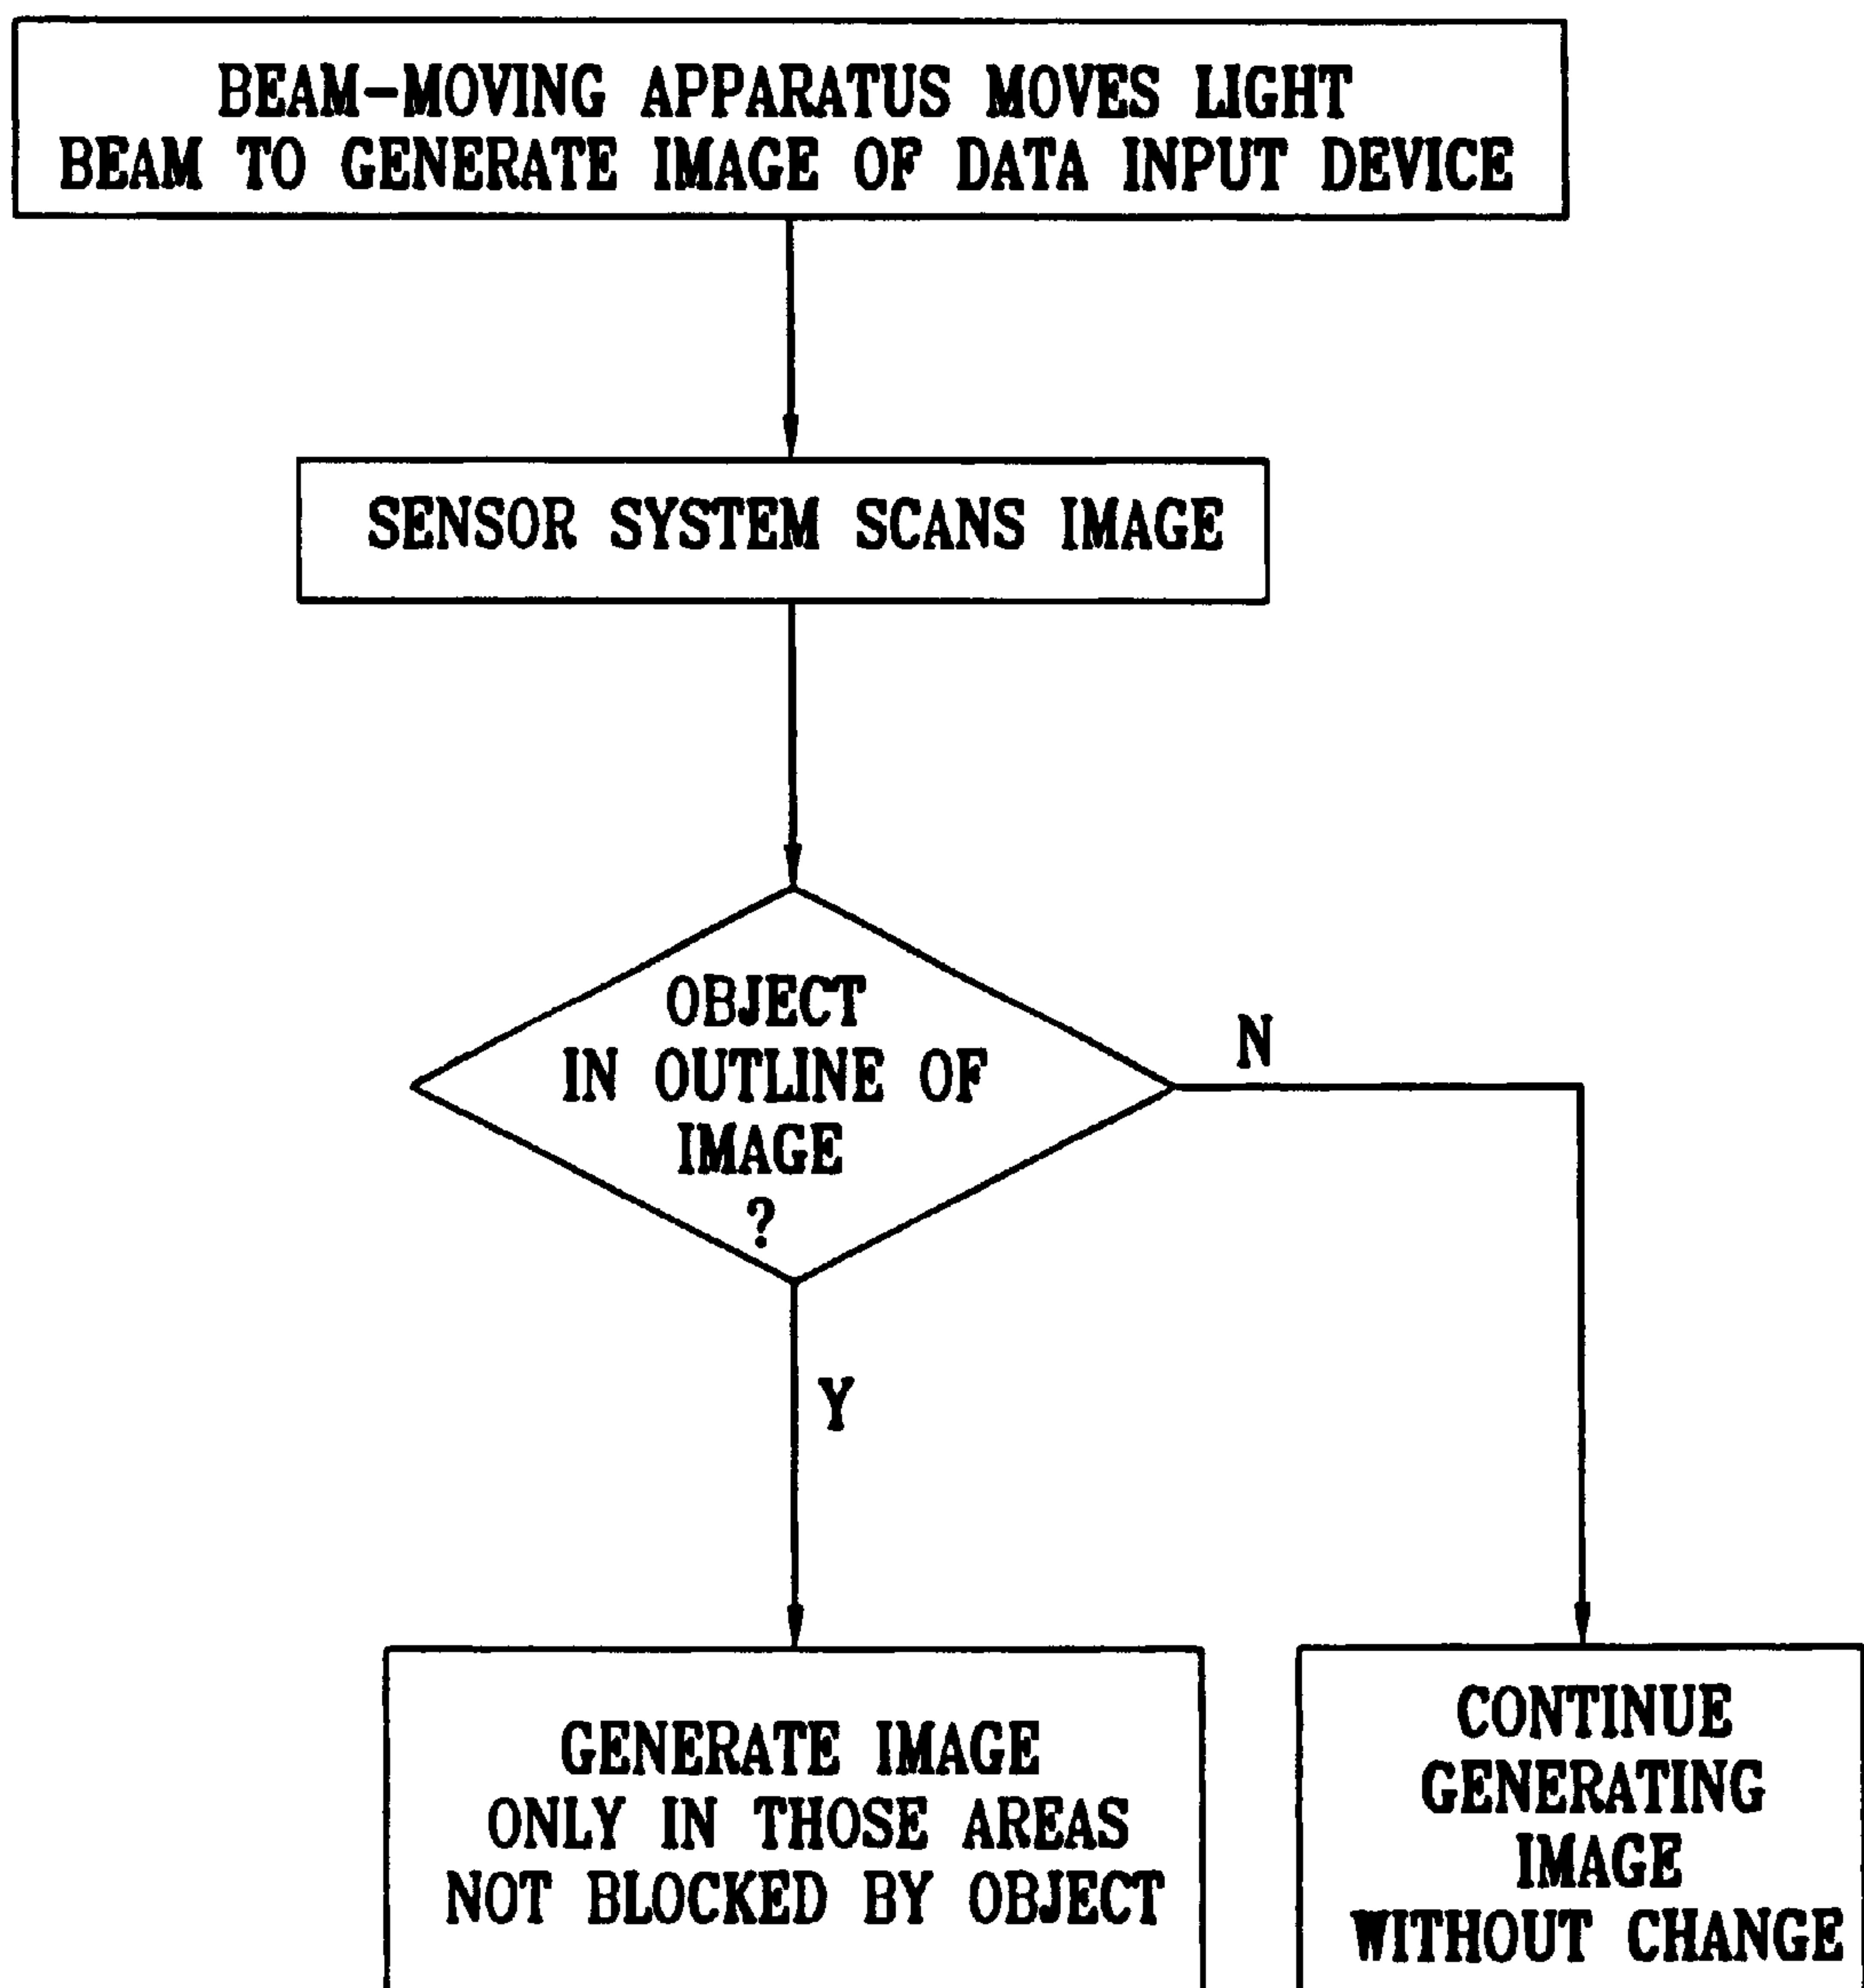 BEAM-MOVING APPARATUS MOVES LIGHT
BEAM TO GENERATE IMAGE OF DATA INPUT DEVICE
SENSOR SYSTEM SCANS IMAGE
OBJECT
IN OUTLINE OF
IMAGE
?
N
Y
GENERATE IMAGE
ONLY IN THOSE AREAS
NOT BLOCKED BY OBJECT
CONTINUE
GENERATING
IMAGE
WITHOUT CHANGE